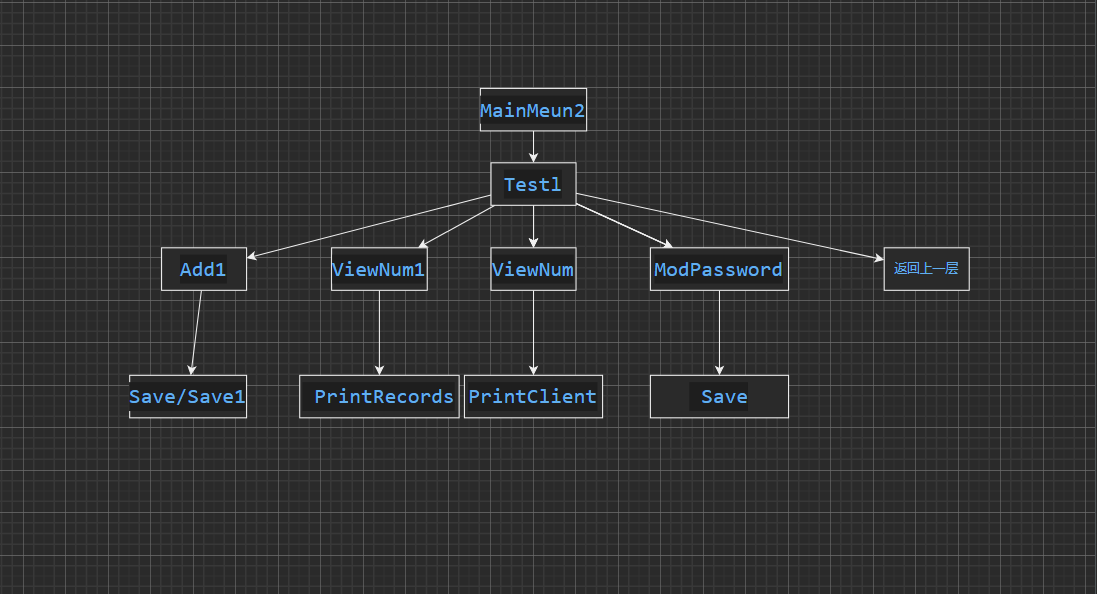 MainMeun2
Testl
Add1
ViewNum1
ViewNum
ModPassword
返回上一层
Save/Save1
PrintRecords
PrintClient
Save